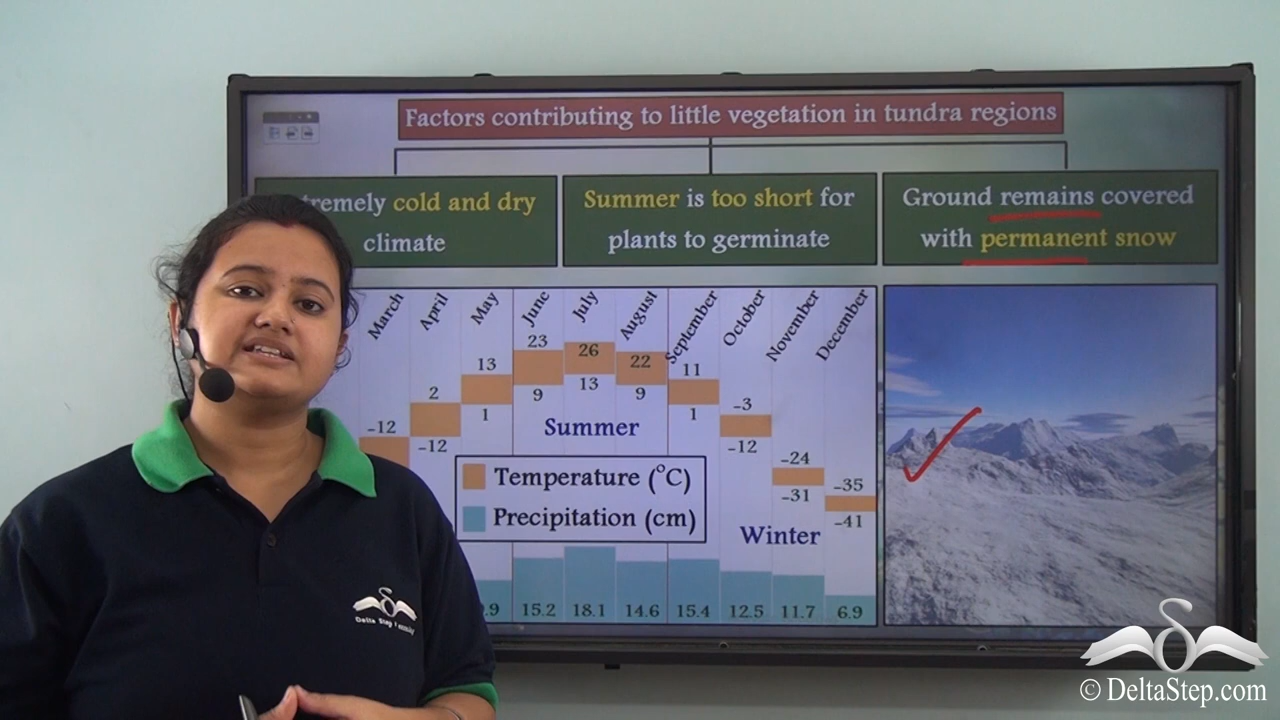 Factors contributing to little vegetation in tundra regions
cold and dry
climate
Summer is too short for
plants to germinate
Ground remains covered
with permanent snow
March April May June July August September October November December
-12 2 13 23 26 22 11 -3 -24 -35
-12 1 9 13 9 1 -12 -31 -41
Summer
Temperature (°C)
Precipitation (cm)
Winter
15.2 18.1 14.6 15.4 12.5 11.7 6.9
Delta Step
© DeltaStep.com